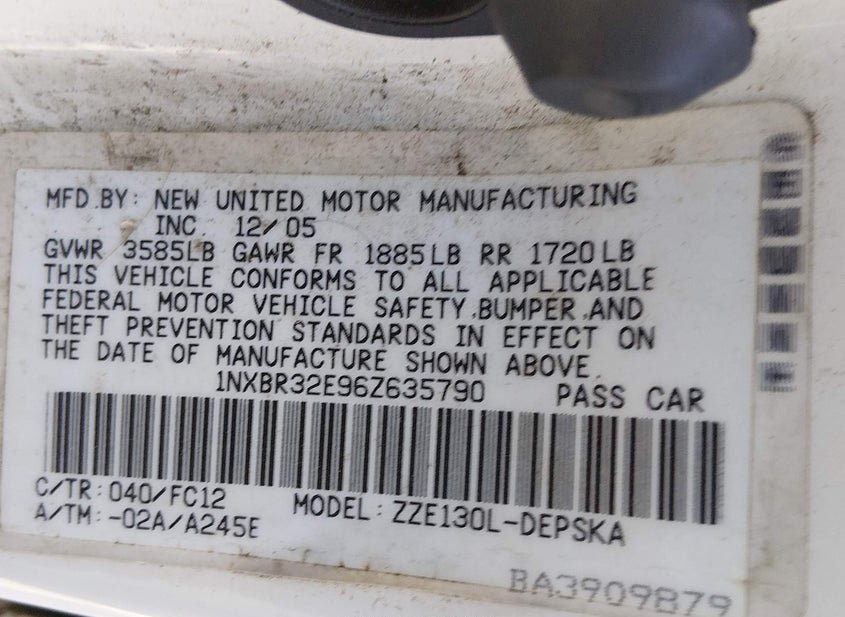 MFD.BY: NEW UNITED MOTOR MANUFACTURING
INC. 12/05
GVWR 3585LB GAWR FR 1885LB RR 1720LB
THIS VEHICLE CONFORMS TO ALL APPLICABLE
FEDERAL MOTOR VEHICLE SAFETY,BUMPER,AND
THEFT PREVENTION STANDARDS IN EFFECT ON
THE DATE OF MANUFACTURE SHOWN ABOVE.
1NXBR32E96Z635790 PASS CAR
C/TR:040/FC12 MODEL:ZZE130L-DEPSKA
A/TM:-02A/A245E
BA3909879